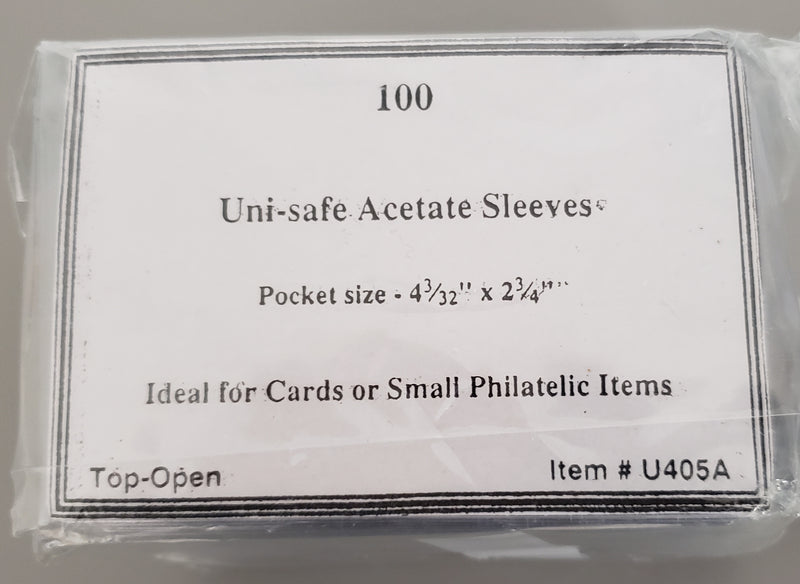 100
Uni-safe Acetate Sleeves
Pocket size - 4 3/32" x 2 3/4"
Ideal for Cards or Small Philatelic Items
Top-Open
Item # U405A